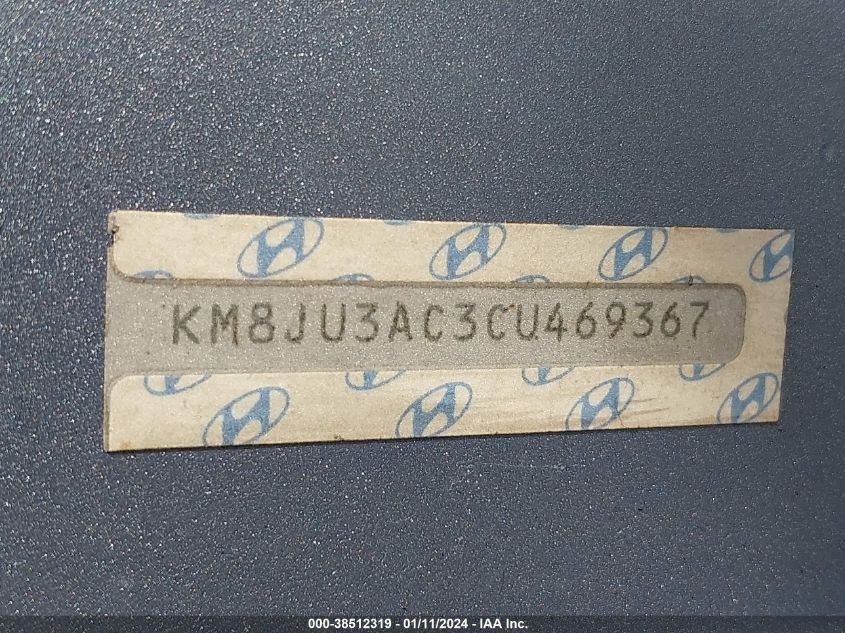 KM8JU3AC3CU469367
000-38512319 - 01/11/2024 - IAA Inc.